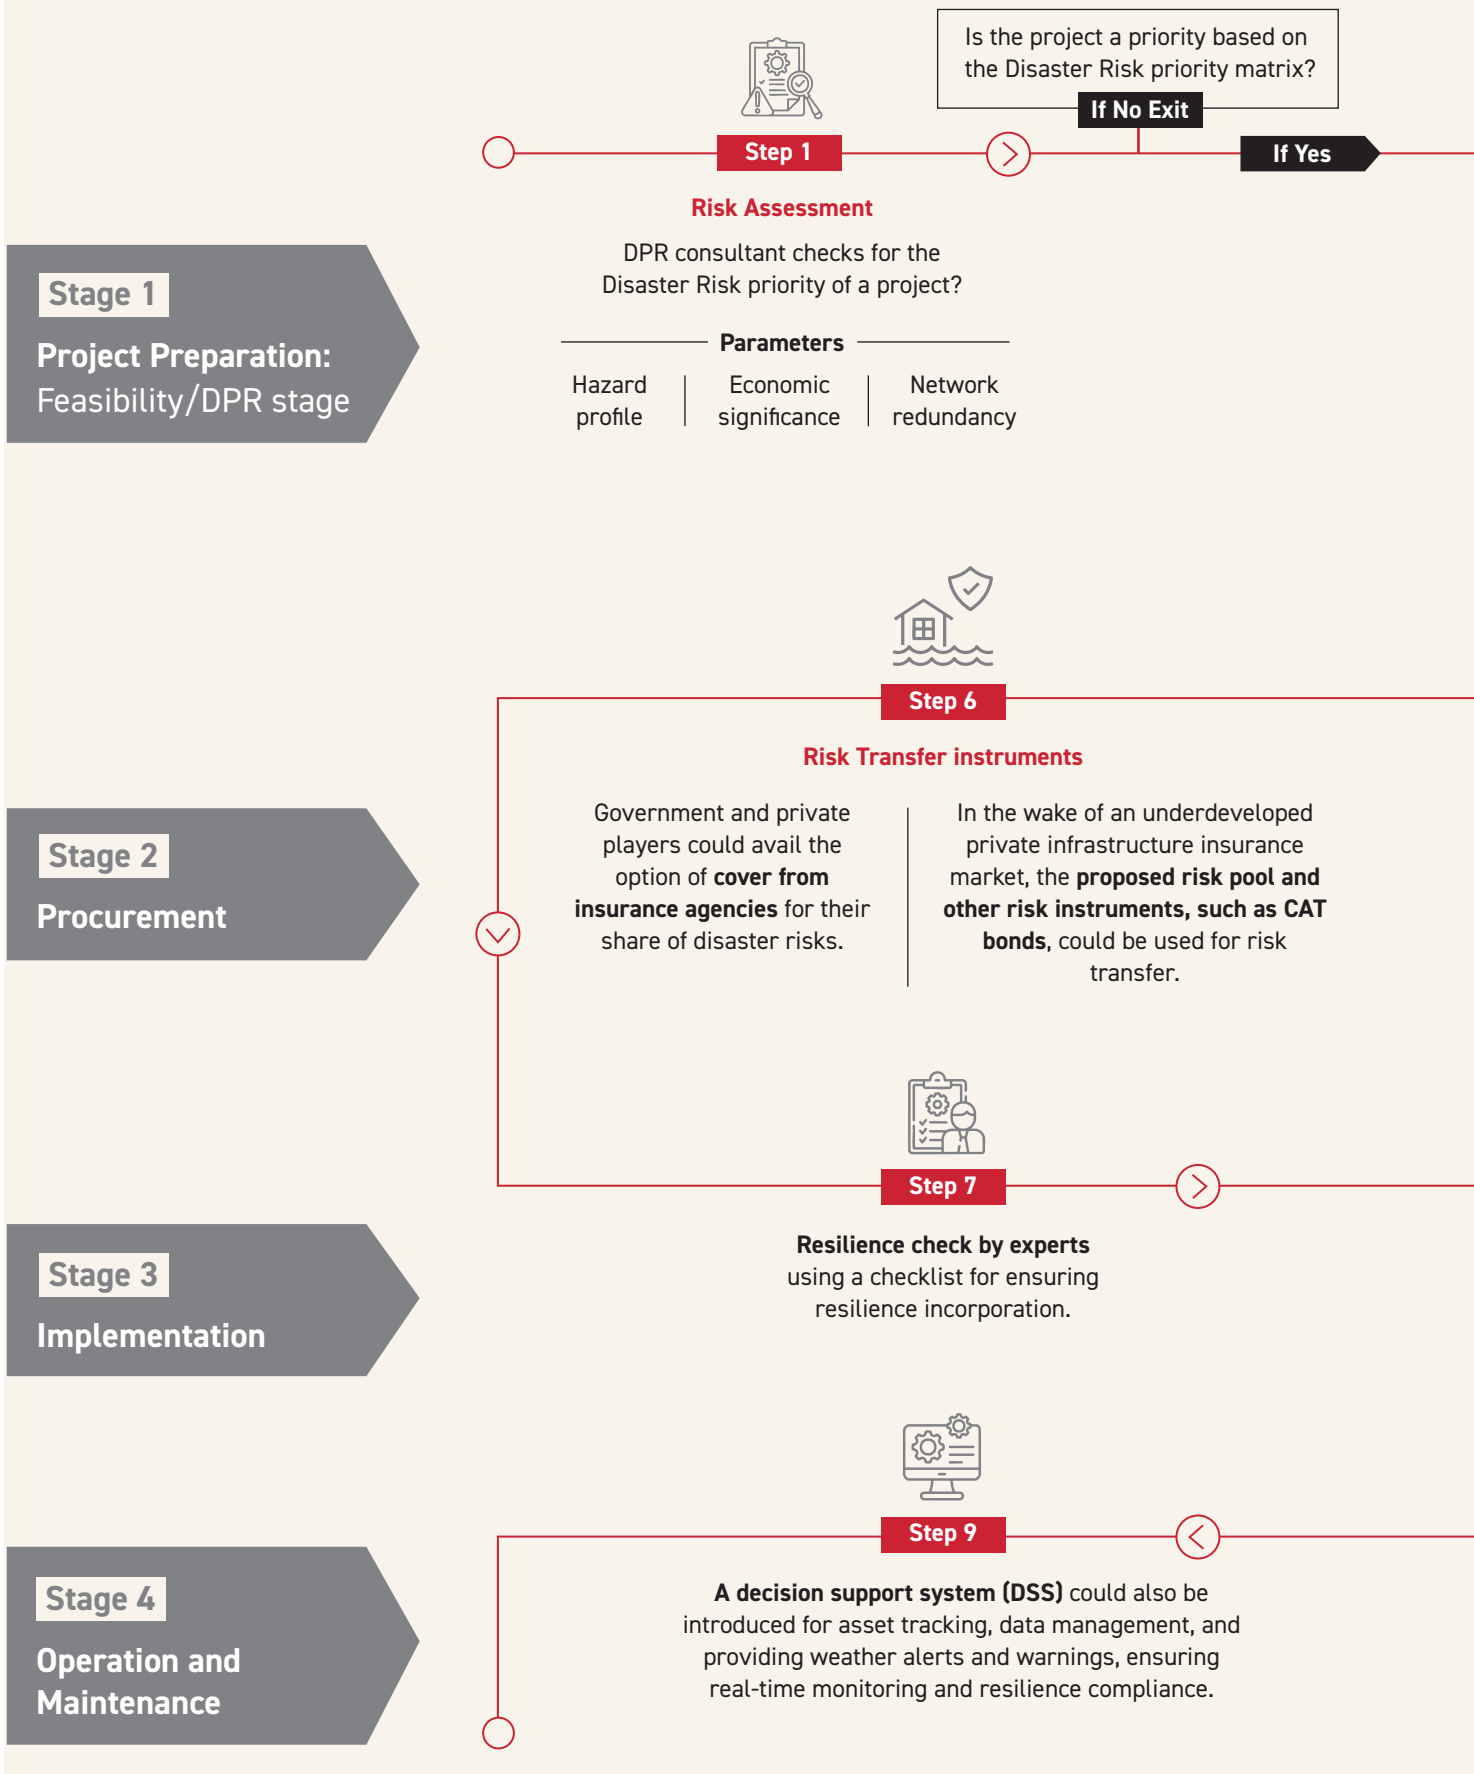 Is the project a priority based on
the Disaster Risk priority matrix?
If No Exit
Step 1
If Yes
Risk Assessment
DPR consultant checks for the
Disaster Risk priority of a project?
Stage 1
Project Preparation:
Feasibility/DPR stage
Parameters
Hazard
profile
Economic
significance
Network
redundancy
Step 6
Risk Transfer instruments
Stage 2
Procurement
Government and private
players could avail the
option of cover from
insurance agencies for their
share of disaster risks.
In the wake of an underdeveloped
private infrastructure insurance
market, the proposed risk pool and
other risk instruments, such as CAT
bonds, could be used for risk
transfer.
Step 7
Resilience check by experts
using a checklist for ensuring
resilience incorporation.
Stage 3
Implementation
Step 9
A decision support system (DSS) could also be
introduced for asset tracking, data management, and
providing weather alerts and warnings, ensuring
real-time monitoring and resilience compliance.
Stage 4
Operation and
Maintenance